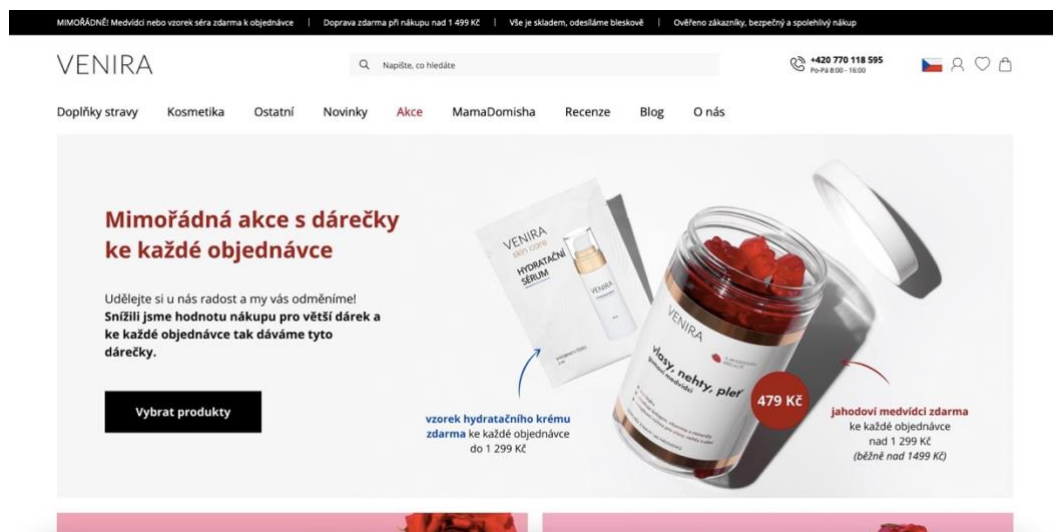 MIMOŘÁDNĚ! Medvídci nebo vzorek séra zdarma k objednávce | Doprava zdarma při nákupu nad 1 499 Kč | Vše je skladem, odesíláme bleskově | Ověřeno zákazníky, bezpečný a spolehlivý nákup
VENIRA
Napište, co hledáte
+420 770 118 595
Po-Pá 8:00 - 16:00
Doplňky stravy Kosmetika Ostatní Novinky Akce MamaDomisha Recenze Blog O nás
Mimořádná akce s dárečky
ke každé objednávce
Udělejte si u nás radost a my vás odměníme!
Snížili jsme hodnotu nákupu pro větší dárek a
ke každé objednávce tak dáváme tyto
dárečky.
Vybrat produkty
VENIRA
skin care
HYDRATAČNÍ
SÉRUM
VENIRA
vzorek hydratačního krému
zdarma ke každé objednávce
do 1 299 Kč
VENIRA
vlasy, nehty, pleť
gumoví medvídci
479 Kč
jahodoví medvídci zdarma
ke každé objednávce
nad 1 299 Kč
(běžně nad 1499 Kč)